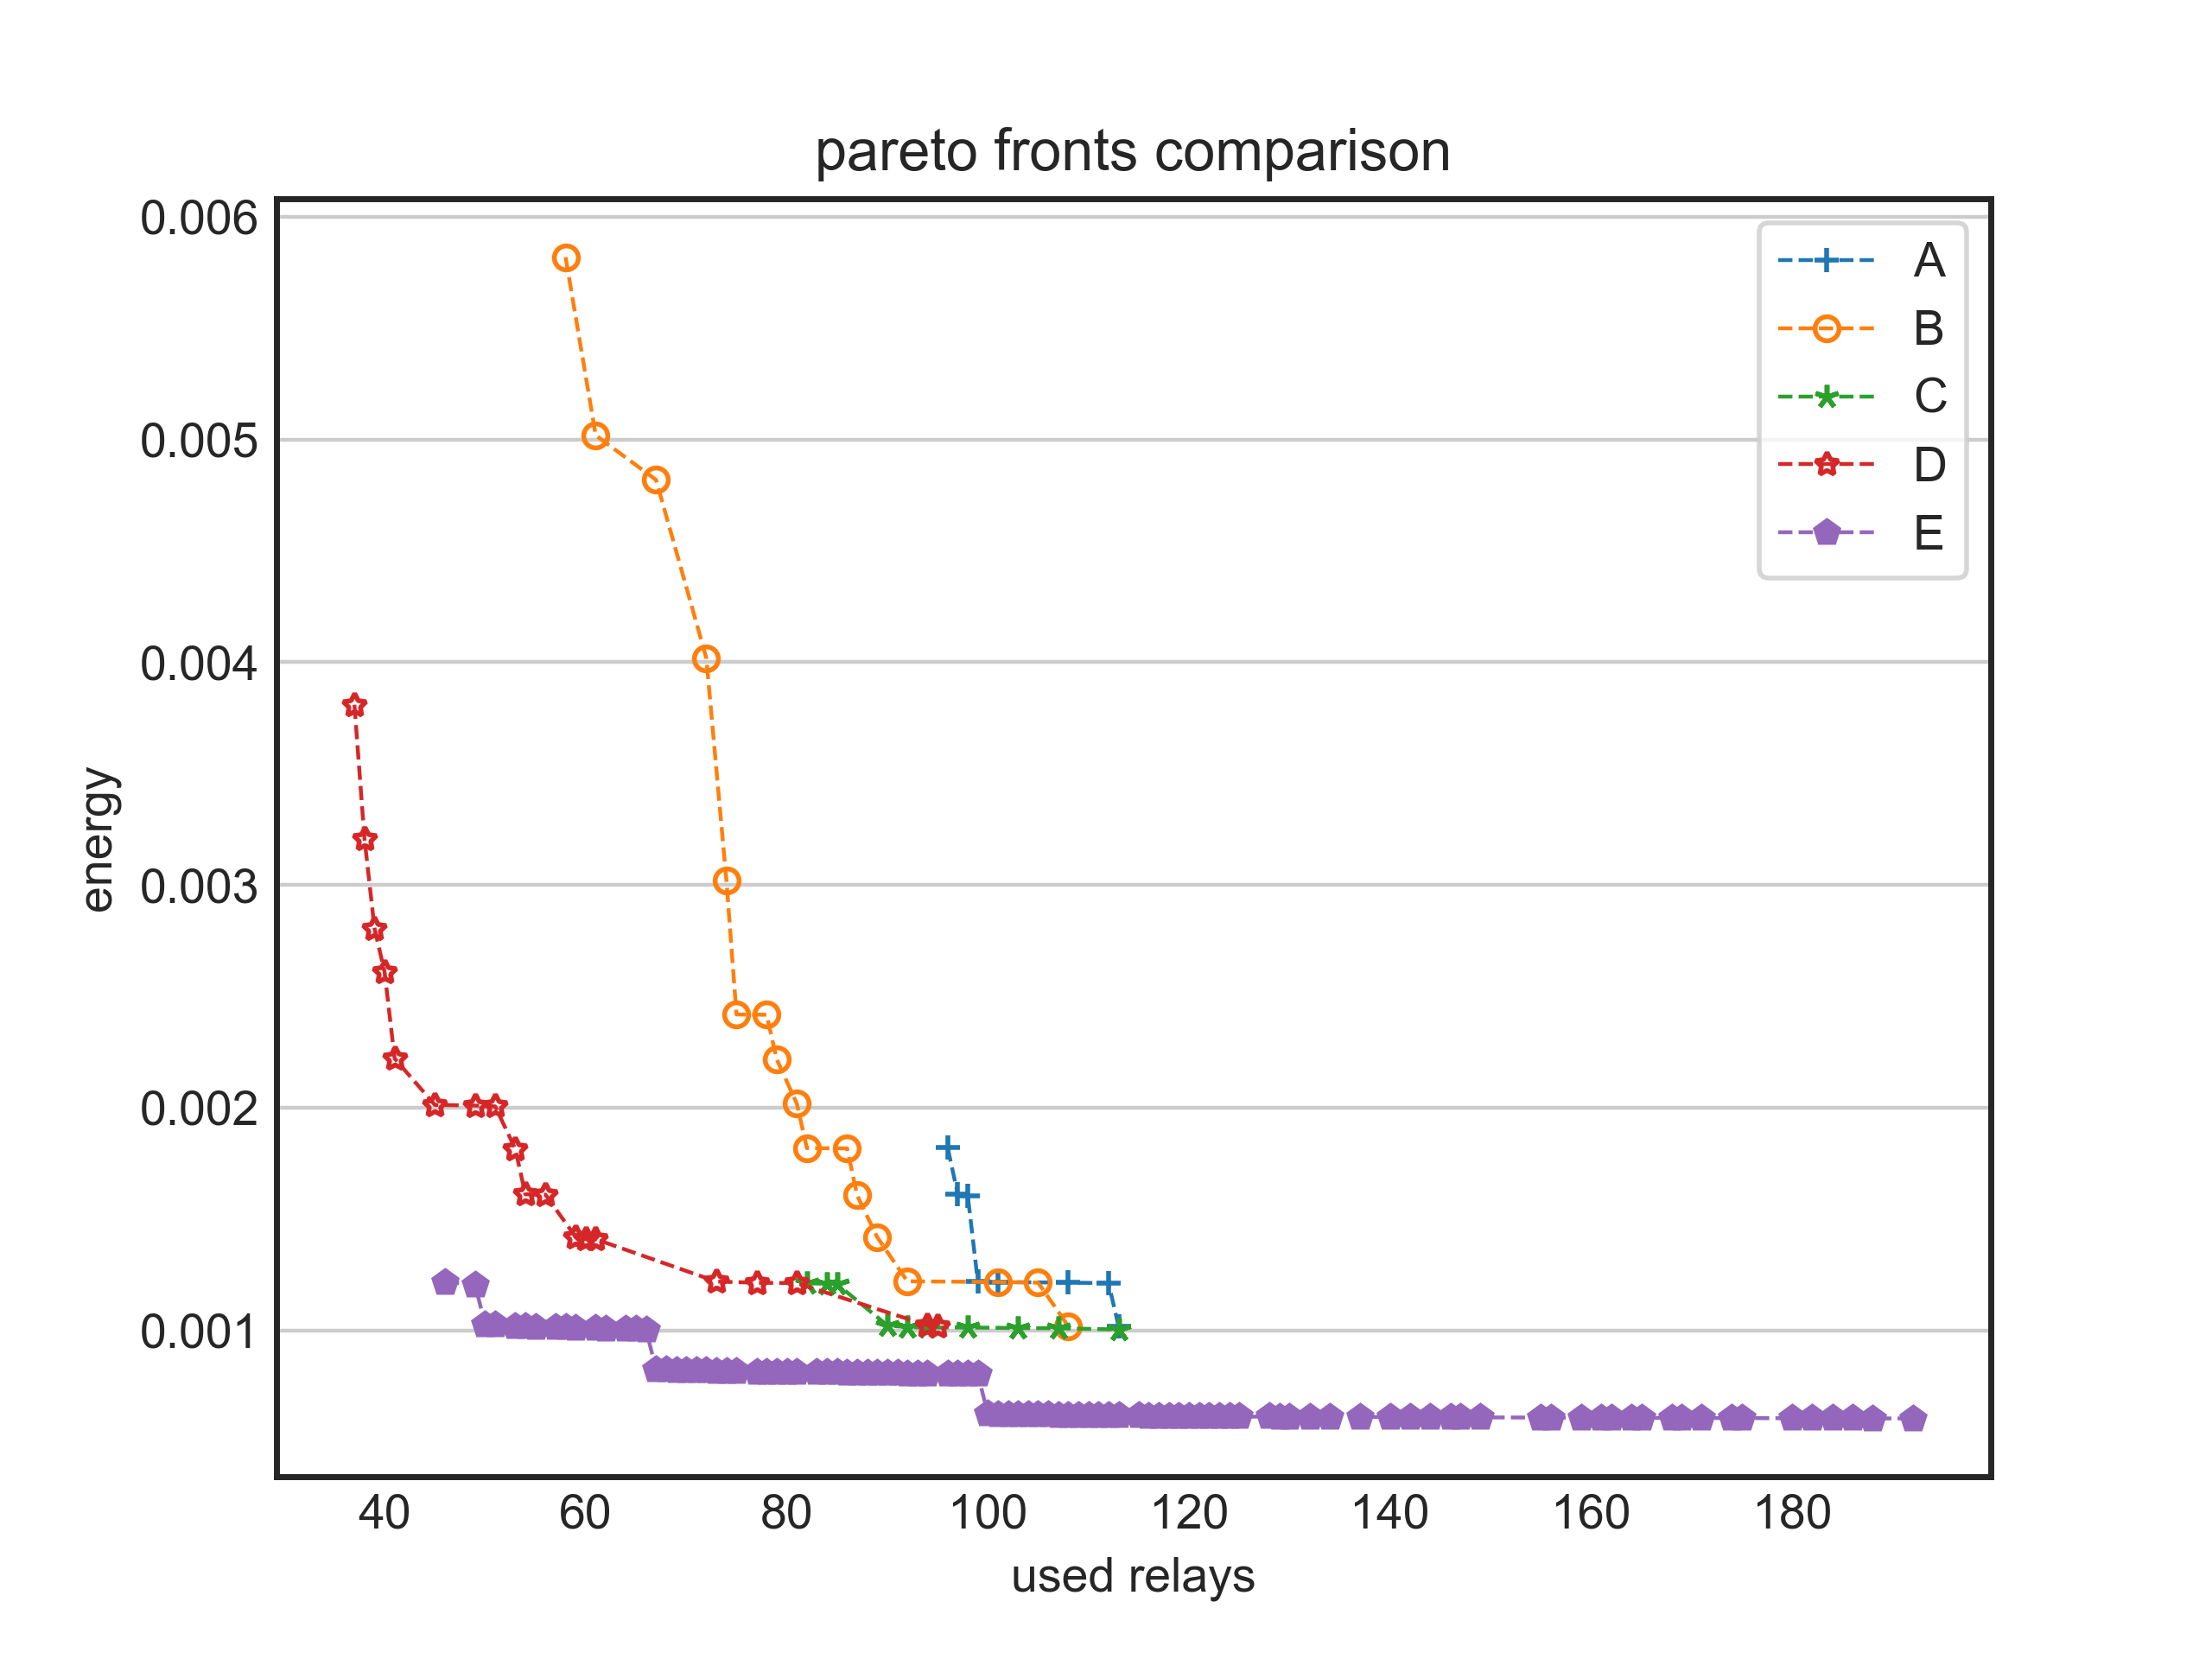 pareto fronts comparison
0.006
0.005
0.004
0.003
0.002
0.001
energy
A
B
C
D
E
40 60 80 100 120 140 160 180
used relays